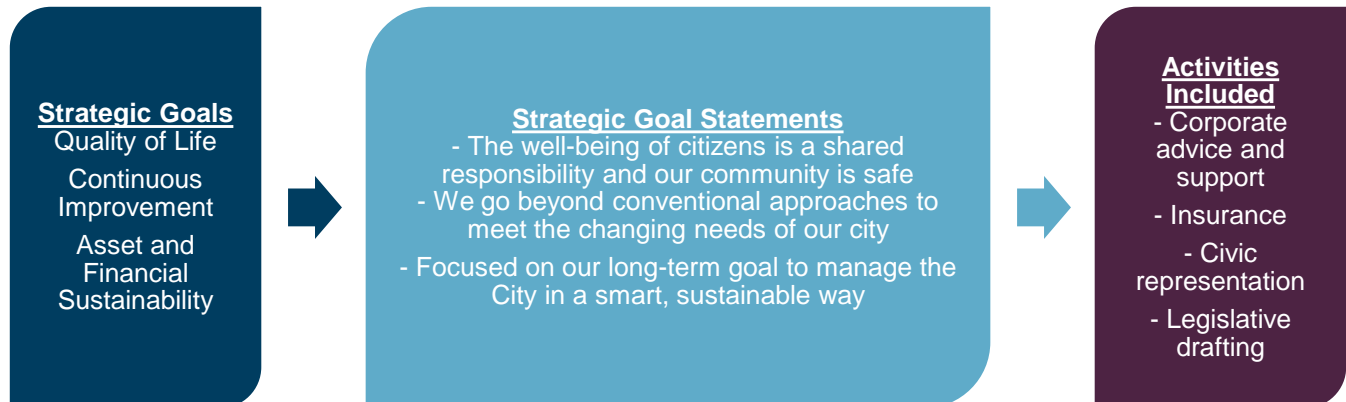 Strategic Goals
Quality of Life
Continuous
Improvement
Asset and
Financial
Sustainability
Strategic Goal Statements
- The well-being of citizens is a shared
responsibility and our community is safe
- We go beyond conventional approaches to
meet the changing needs of our city
- Focused on our long-term goal to manage the
City in a smart, sustainable way
Activities
Included
- Corporate
advice and
support
- Insurance
- Civic
representation
- Legislative
drafting